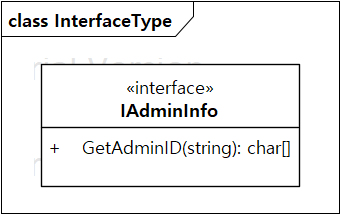 class InterfaceType
«interface»
IAdminInfo
+ GetAdminID(string): char[]